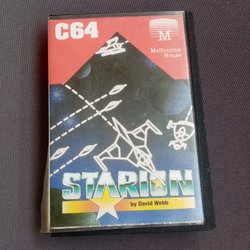 C64
M
Melbourne
House
STARION
by David Webb